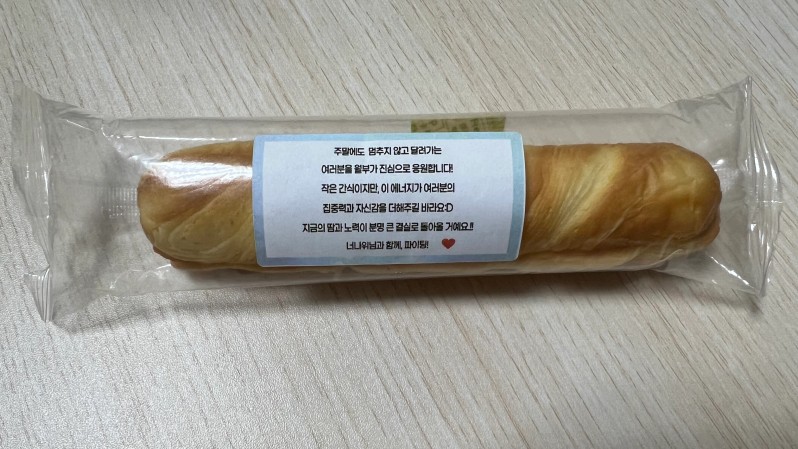 주말에도 멈추지 않고 달려가는
여러분을 월부가 진심으로 응원합니다!
작은 간식이지만, 이 에너지가 여러분의
집중력과 자신감을 더해주길 바라요:D
지금의 땀과 노력이 분명 큰 결실로 돌아올 거예요.!!
너나위님과 함께, 파이팅!